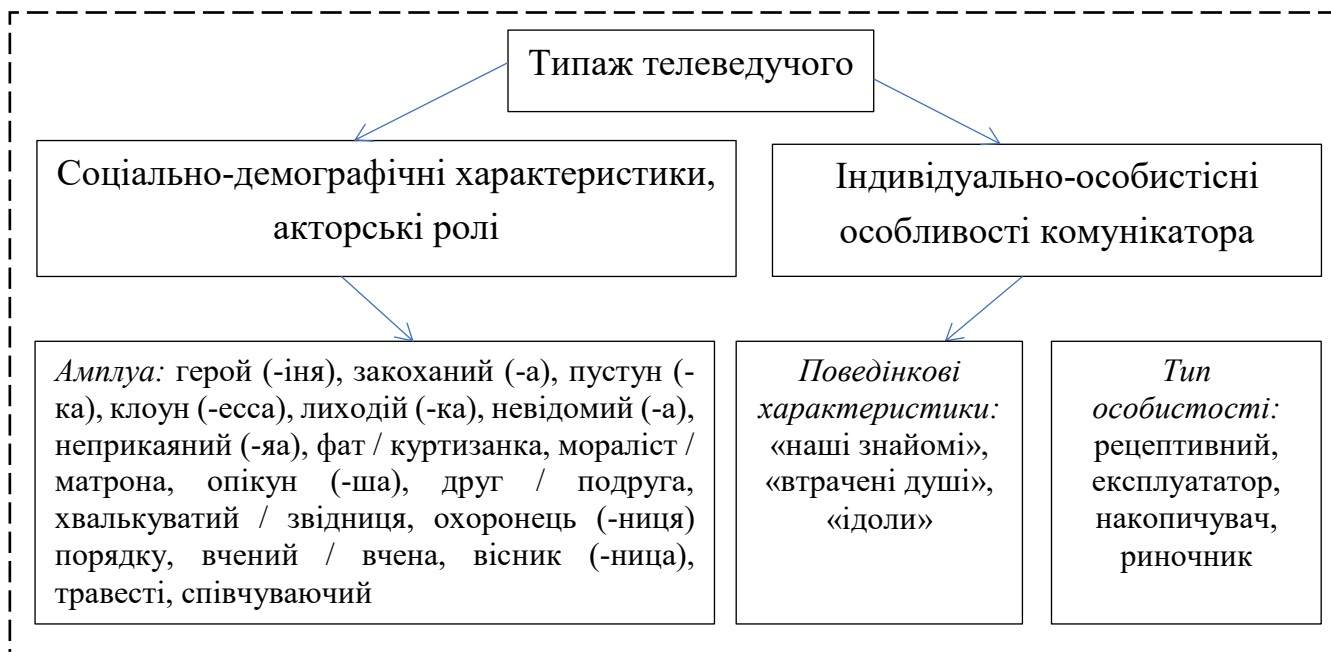 Типаж телеведучого
Соціально-демографічні характеристики,
акторські ролі
Індивідуально-особистісні
особливості комунікатора
Амплуа: герой (-іня), закоханий (-а), пустун (-
ка), клоун (-есса), лиходій (-ка), невідомий (-а),
неприкаяний (-яа), фат / куртизанка, мораліст /
матрона, опікун (-ша), друг / подруга,
хвалькуватий / звідниця, охоронець (-ниця)
порядку, вчений / вчена, вісник (-ница),
травесті, співчуваючий
Поведінкові
характеристики:
«наші знайомі»,
«втрачені душі»,
«ідоли»
Тип
особистості:
рецептивний,
експлуататор,
накопичувач,
риночник